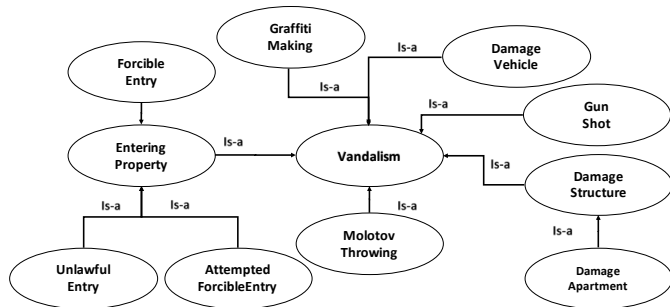 Graffiti
Making
Is-a
Damage
Vehicle
Forcible
Entry
Is-a
Is-a
Gun
Shot
Is-a
Entering
Property
Is-a
Vandalism
Is-a
Damage
Structure
Is-a
Is-a
Is-a
Molotov
Throwing
Is-a
Unlawful
Entry
Attempted
ForcibleEntry
Damage
Apartment